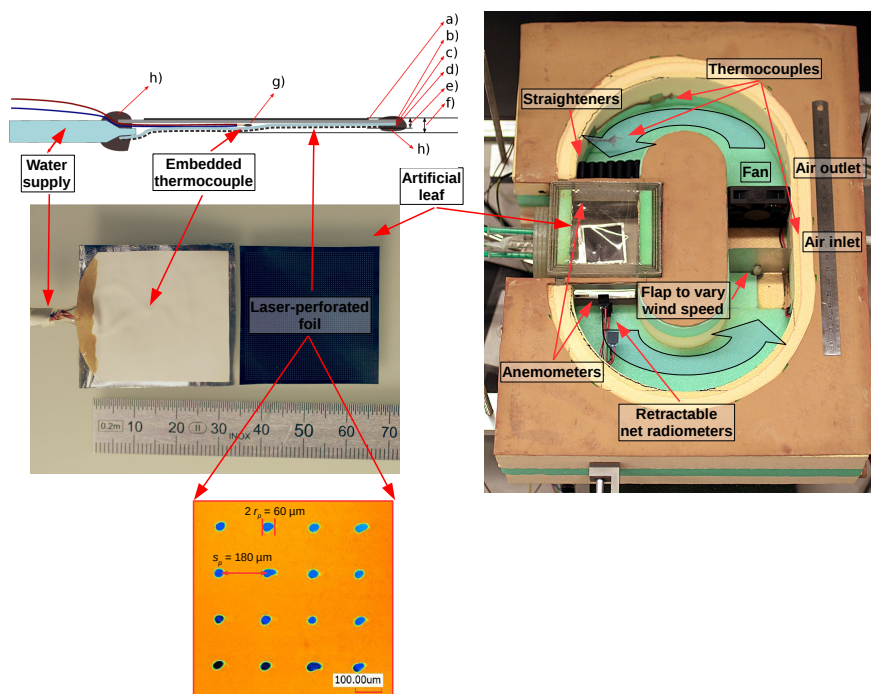 a)
b)
c)
d)
e)
f)
h)
g)
h)
Water
supply
Embedded
thermocouple
Artificial
leaf
Laser-perforated
foil
0.2m 10 20 II 30 INOX 40 50 60 70
2 rₚ = 60 µm
sₚ = 180 µm
100.00um
Thermocouples
Straighteners
Fan
Air outlet
Air inlet
Flap to vary
wind speed
Anemometers
Retractable
net radiometers